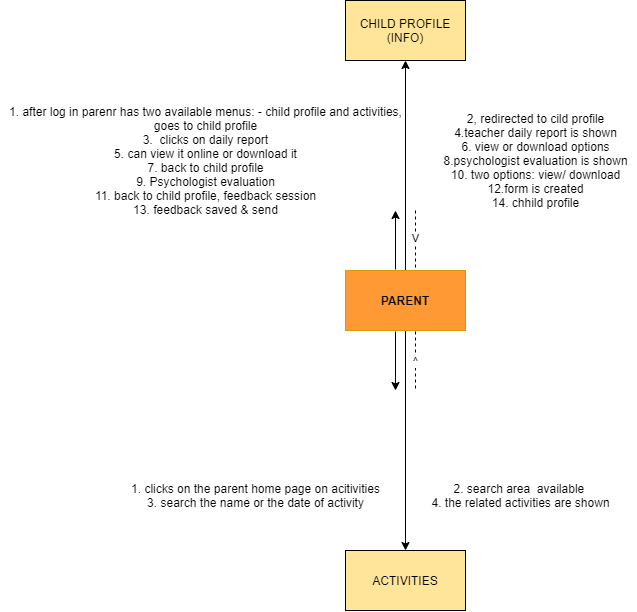 CHILD PROFILE
(INFO)
1. after log in parenr has two available menus: - child profile and activities,
goes to child profile
3.  clicks on daily report
5. can view it online or download it
7. back to child profile
9. Psychologist evaluation
11. back to child profile, feedback session
13. feedback saved & send
2, redirected to cild profile
4.teacher daily report is shown
6. view or download options
8.psychologist evaluation is shown
10. two options: view/ download
12.form is created
14. chhild profile
V
PARENT
^
1. clicks on the parent home page on acitivities
3. search the name or the date of activity
2. search area  available
4. the related activities are shown
ACTIVITIES